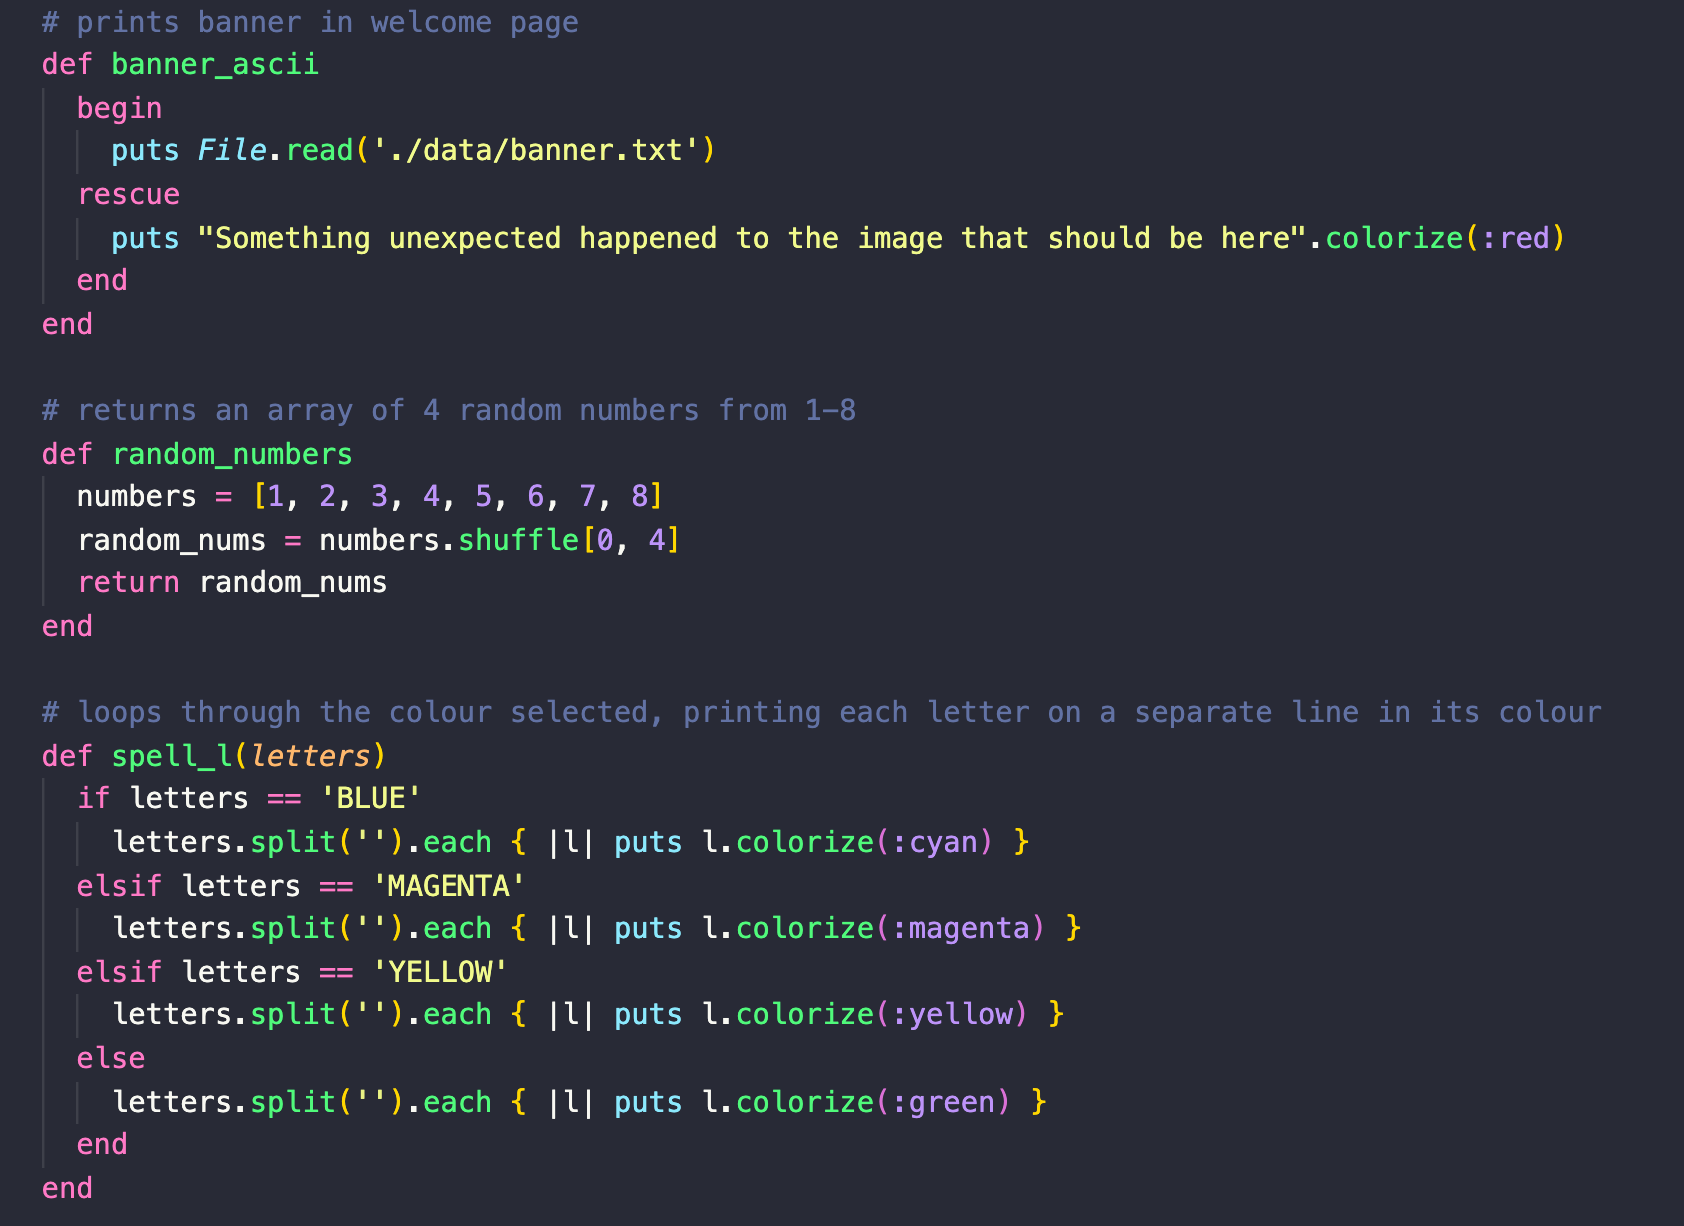 # prints banner in welcome page
def banner_ascii
  begin
    puts File.read('./data/banner.txt')
  rescue
    puts "Something unexpected happened to the image that should be here".colorize(:red)
  end
end

# returns an array of 4 random numbers from 1-8
def random_numbers
  numbers = [1, 2, 3, 4, 5, 6, 7, 8]
  random_nums = numbers.shuffle[0, 4]
  return random_nums
end

# loops through the colour selected, printing each letter on a separate line in its colour
def spell_l(letters)
  if letters == 'BLUE'
    letters.split('').each { |l| puts l.colorize(:cyan) }
  elsif letters == 'MAGENTA'
    letters.split('').each { |l| puts l.colorize(:magenta) }
  elsif letters == 'YELLOW'
    letters.split('').each { |l| puts l.colorize(:yellow) }
  else
    letters.split('').each { |l| puts l.colorize(:green) }
  end
end